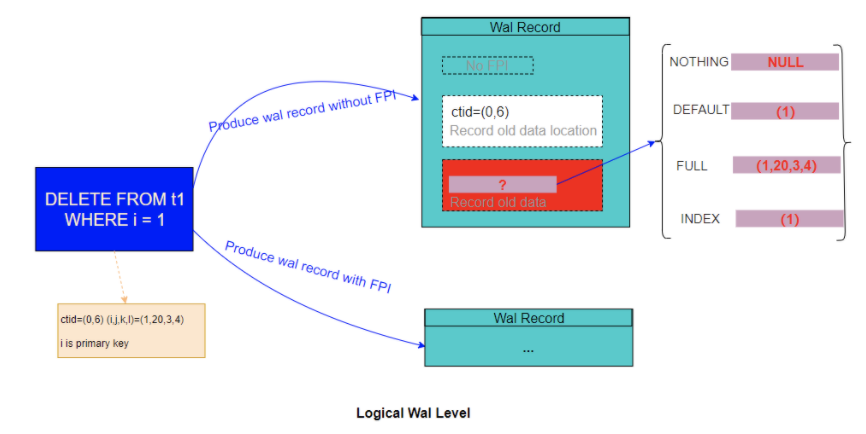 Wal Record
No FPI
ctid=(0,6)
Record old data location
?
Record old data
NOTHING NULL
DEFAULT (1)
FULL (1,20,3,4)
INDEX (1)
Produce wal record without FPI
DELETE FROM t1
WHERE i = 1
Produce wal record with FPI
ctid=(0,6) (i,j,k,l)=(1,20,3,4)
i is primary key
Wal Record
...
Logical Wal Level